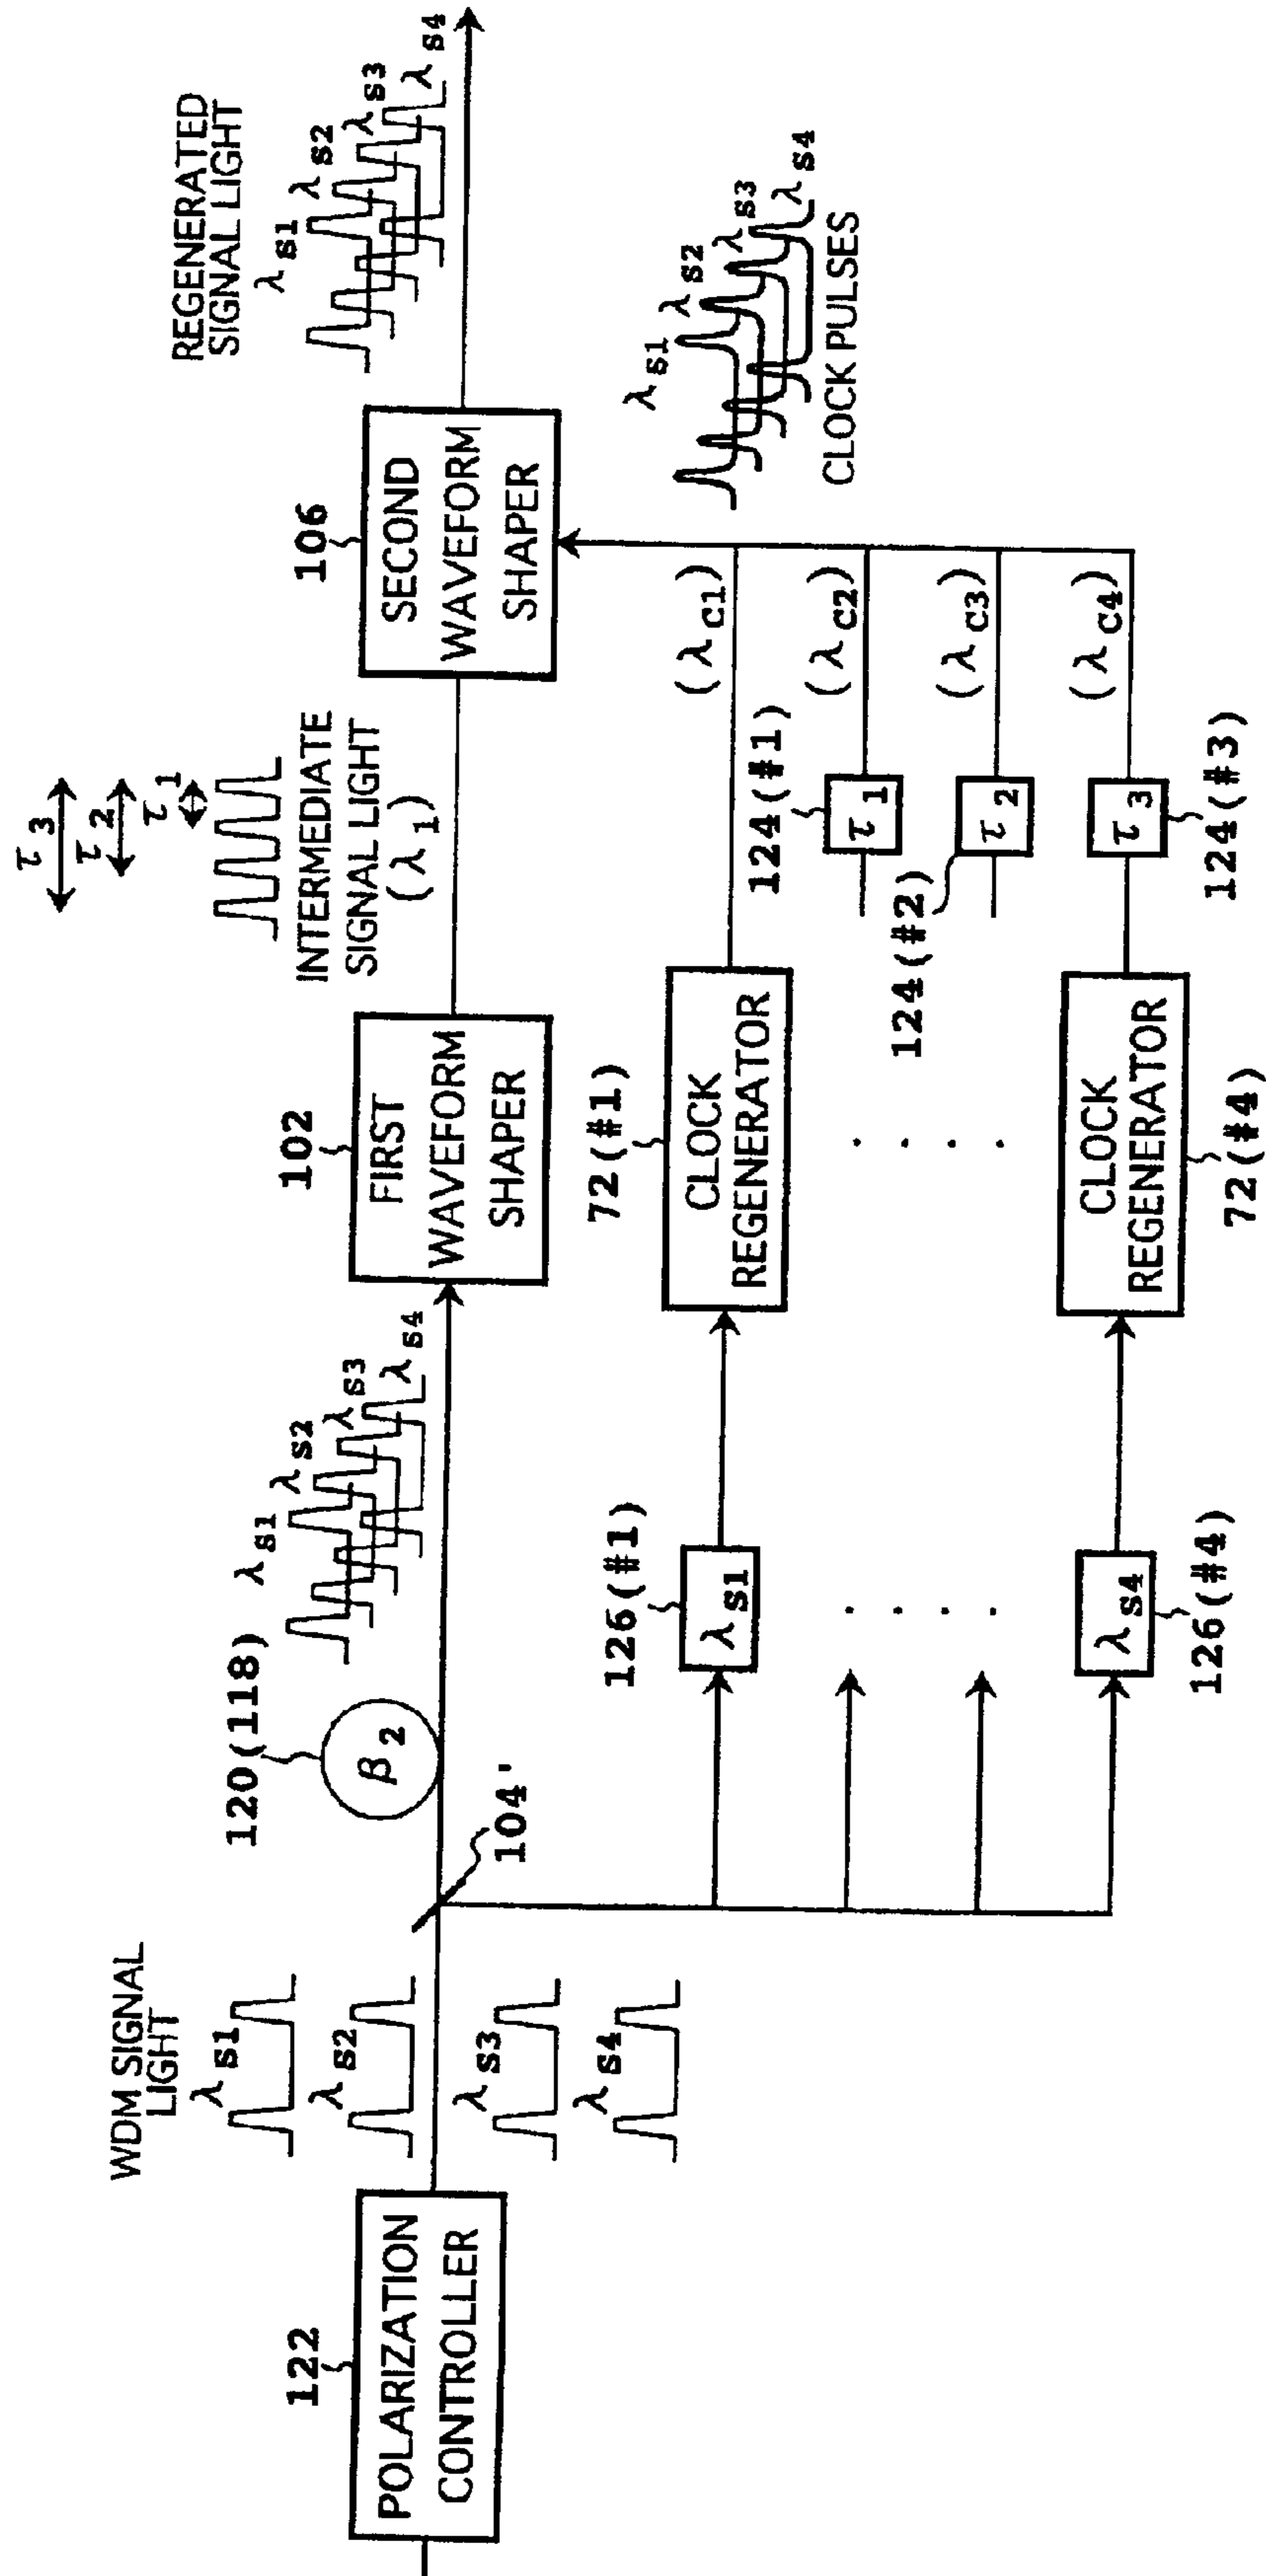 122
POLARIZATION
CONTROLLER
WDM SIGNAL
LIGHT
λs1
λs2
λs3
λs4
104'
120(118)
β2
λs1
λs2
λs3
λs4
102
FIRST
WAVEFORM
SHAPER
τ3
τ2
τ1
INTERMEDIATE
SIGNAL LIGHT
(λ1)
106
SECOND
WAVEFORM
SHAPER
REGENERATED
SIGNAL LIGHT
λs1
λs2
λs3
λs4
126(#1)
λs1
. . . .
λs4
126(#4)
72(#1)
CLOCK
REGENERATOR
. . . .
CLOCK
REGENERATOR
72(#4)
124(#1)
τ1
124(#2)
τ2
τ3
124(#3)
(λC1)
(λC2)
(λC3)
(λC4)
λs1
λs2
λs3
λs4
CLOCK PULSES